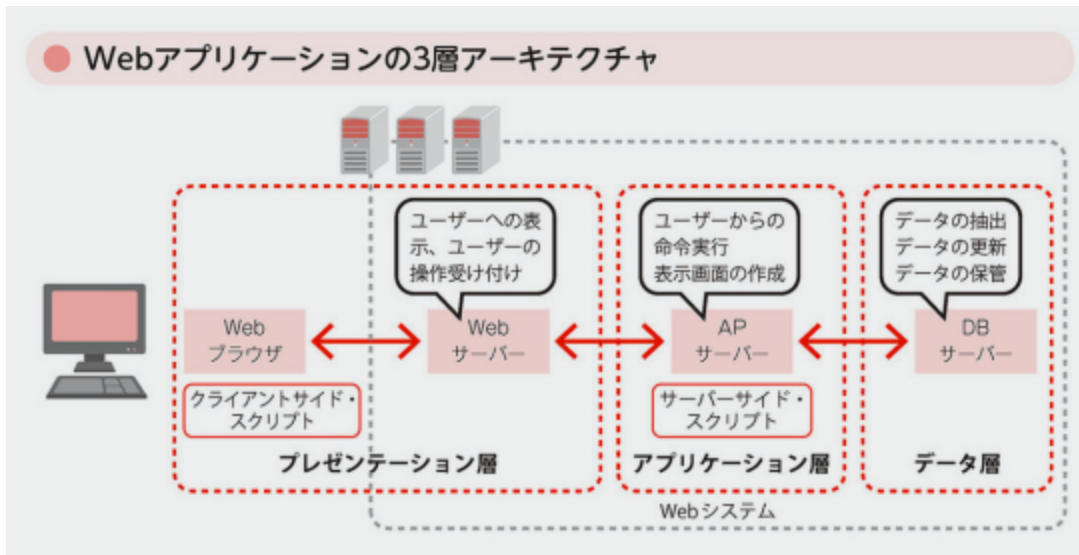 Webアプリケーションの3層アーキテクチャ
ユーザーへの表
示、ユーザーの
操作受け付け
ユーザーからの
命令実行
表示画面の作成
データの抽出
データの更新
データの保管
Web
ブラウザ
Web
サーバー
AP
サーバー
DB
サーバー
クライアントサイド・
スクリプト
サーバーサイド・
スクリプト
プレゼンテーション層
アプリケーション層
データ層
Webシステム